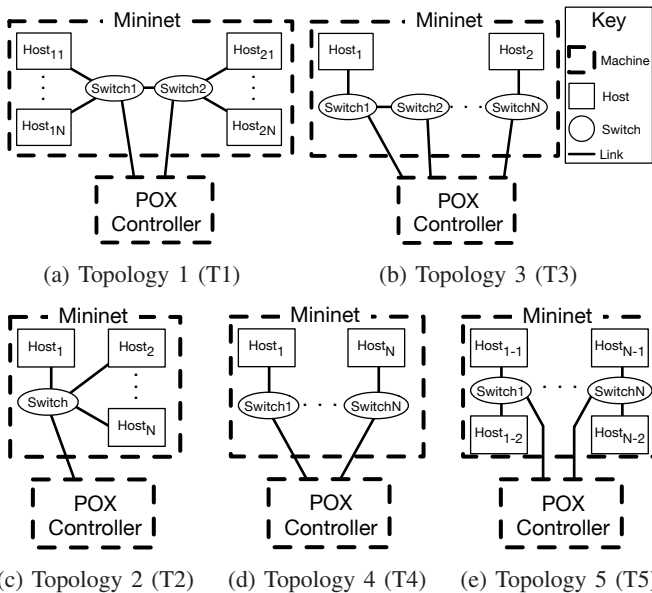 Mininet
Host11
Host21
Switch1
Switch2
Host1N
Host2N
POX
Controller
(a) Topology 1 (T1)
Mininet
Host1
Host2
Switch1
Switch2
SwitchN
POX
Controller
(b) Topology 3 (T3)
Key
Machine
Host
Switch
Link
Mininet
Host1
Host2
Switch
HostN
POX
Controller
(c) Topology 2 (T2)
Mininet
Host1
HostN
Switch1
SwitchN
POX
Controller
(d) Topology 4 (T4)
Mininet
Host1-1
HostN-1
Switch1
SwitchN
Host1-2
HostN-2
POX
Controller
(e) Topology 5 (T5)